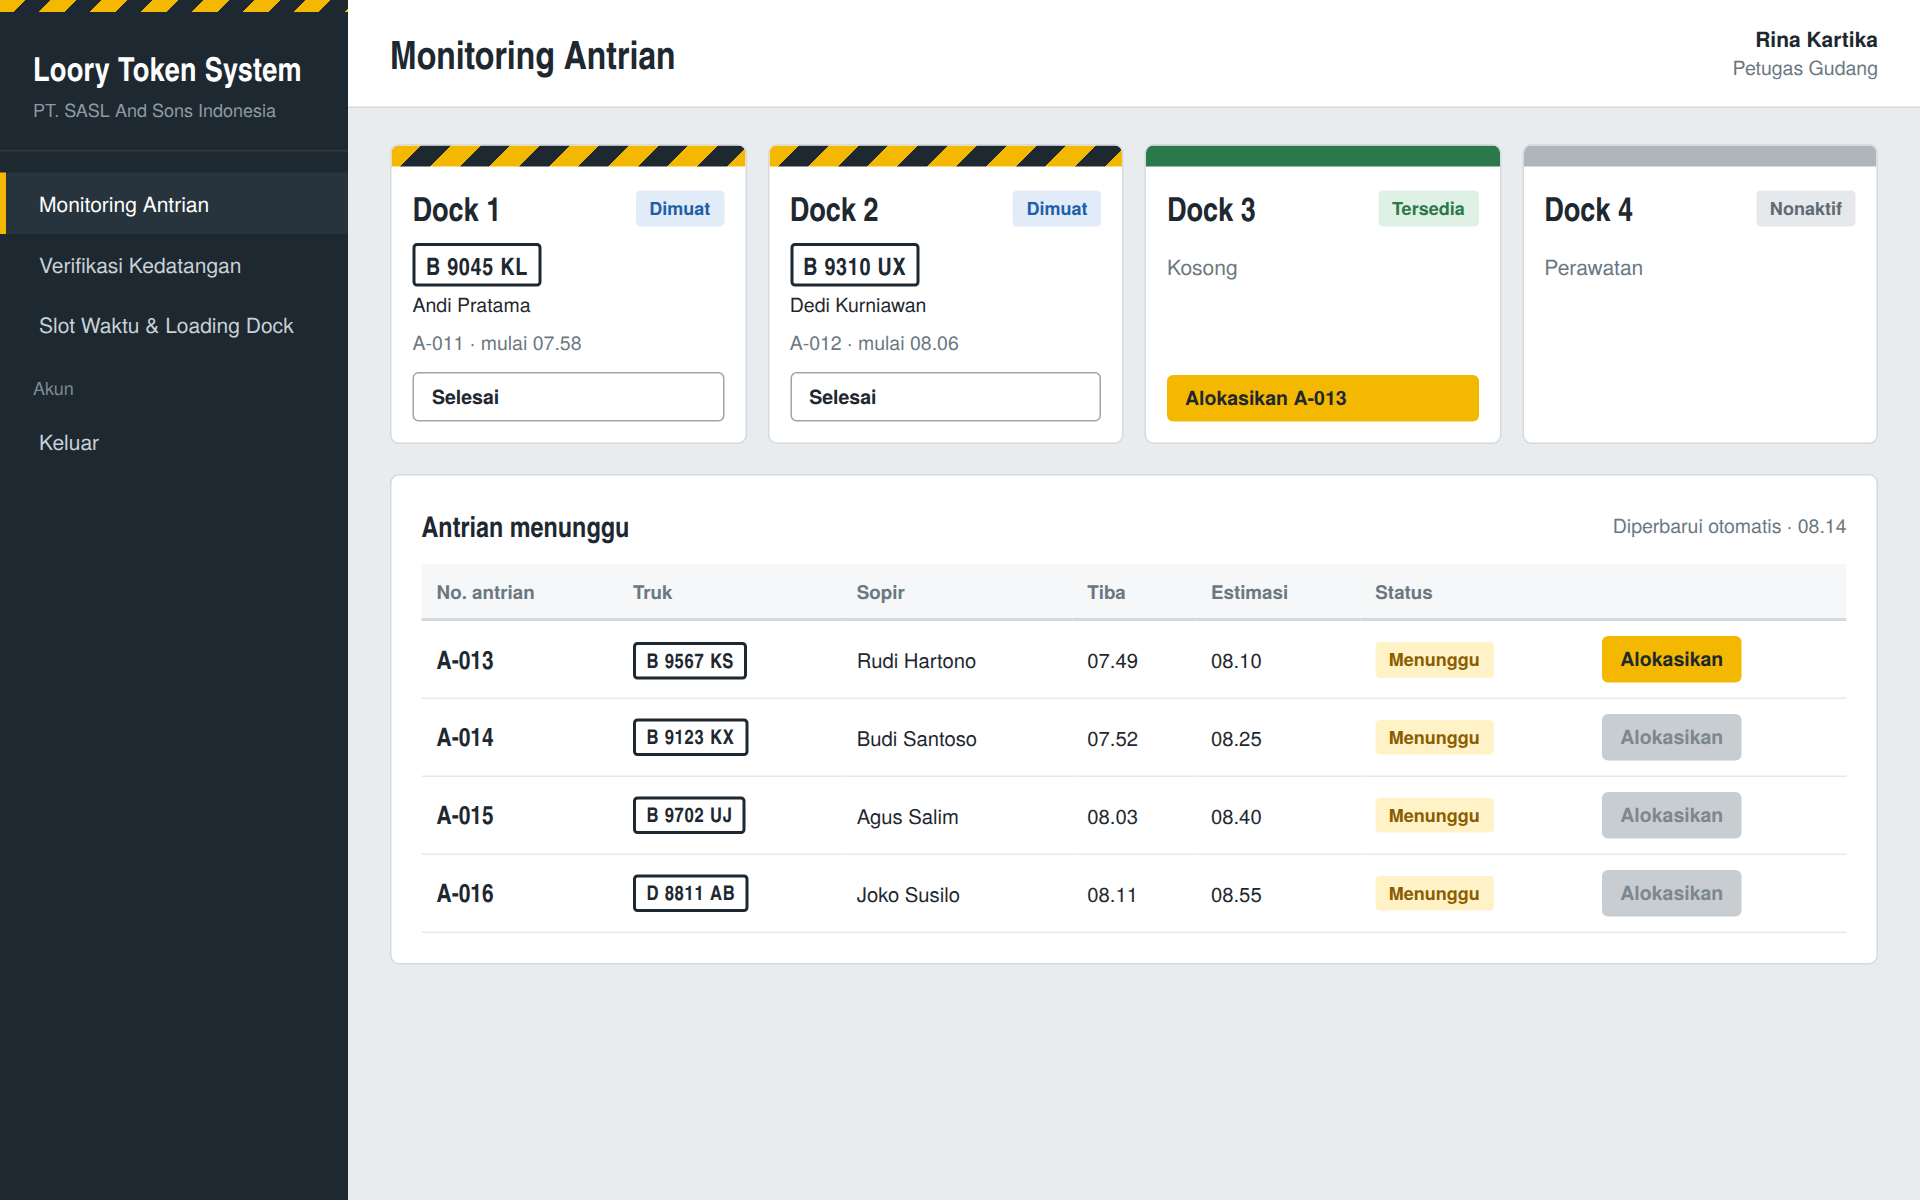 Loory Token System
PT. SASL And Sons Indonesia
Monitoring Antrian
Verifikasi Kedatangan
Slot Waktu & Loading Dock
Akun
Keluar
Monitoring Antrian
Rina Kartika
Petugas Gudang
Dock 1 Dimuat
B 9045 KL
Andi Pratama
A-011 · mulai 07.58
Selesai
Dock 2 Dimuat
B 9310 UX
Dedi Kurniawan
A-012 · mulai 08.06
Selesai
Dock 3 Tersedia
Kosong
Alokasikan A-013
Dock 4 Nonaktif
Perawatan
Antrian menunggu Diperbarui otomatis · 08.14
No. antrian Truk Sopir Tiba Estimasi Status
A-013 B 9567 KS Rudi Hartono 07.49 08.10 Menunggu Alokasikan
A-014 B 9123 KX Budi Santoso 07.52 08.25 Menunggu Alokasikan
A-015 B 9702 UJ Agus Salim 08.03 08.40 Menunggu Alokasikan
A-016 D 8811 AB Joko Susilo 08.11 08.55 Menunggu Alokasikan